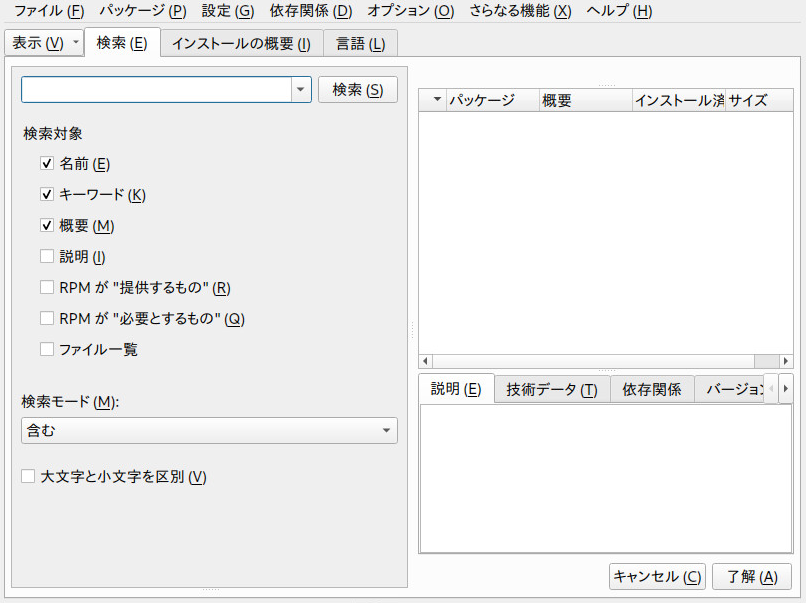 ファイル (F) パッケージ (P) 設定 (G) 依存関係 (D) オプション (O) さらなる機能 (X) ヘルプ (H)
表示 (V) 検索 (E) インストールの概要 (I) 言語 (L)
検索 (S)
検索対象
名前 (E)
キーワード (K)
概要 (M)
説明 (I)
RPM が "提供するもの" (R)
RPM が "必要とするもの" (Q)
ファイル一覧
検索モード (M):
含む
大文字と小文字を区別 (V)
パッケージ 概要 インストール済 サイズ
説明 (E) 技術データ (T) 依存関係 バージョン
キャンセル (C) 了解 (A)